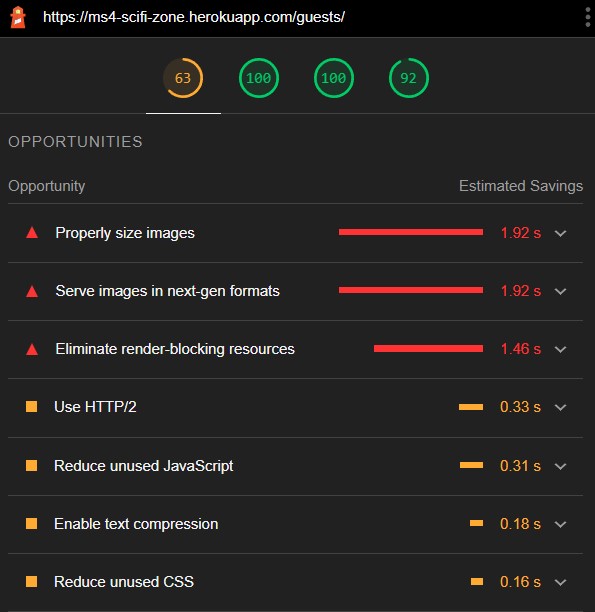 https://ms4-scifi-zone.herokuapp.com/guests/
63 100 100 92
OPPORTUNITIES
Opportunity Estimated Savings
Properly size images 1.92 s
Serve images in next-gen formats 1.92 s
Eliminate render-blocking resources 1.46 s
Use HTTP/2 0.33 s
Reduce unused JavaScript 0.31 s
Enable text compression 0.18 s
Reduce unused CSS 0.16 s